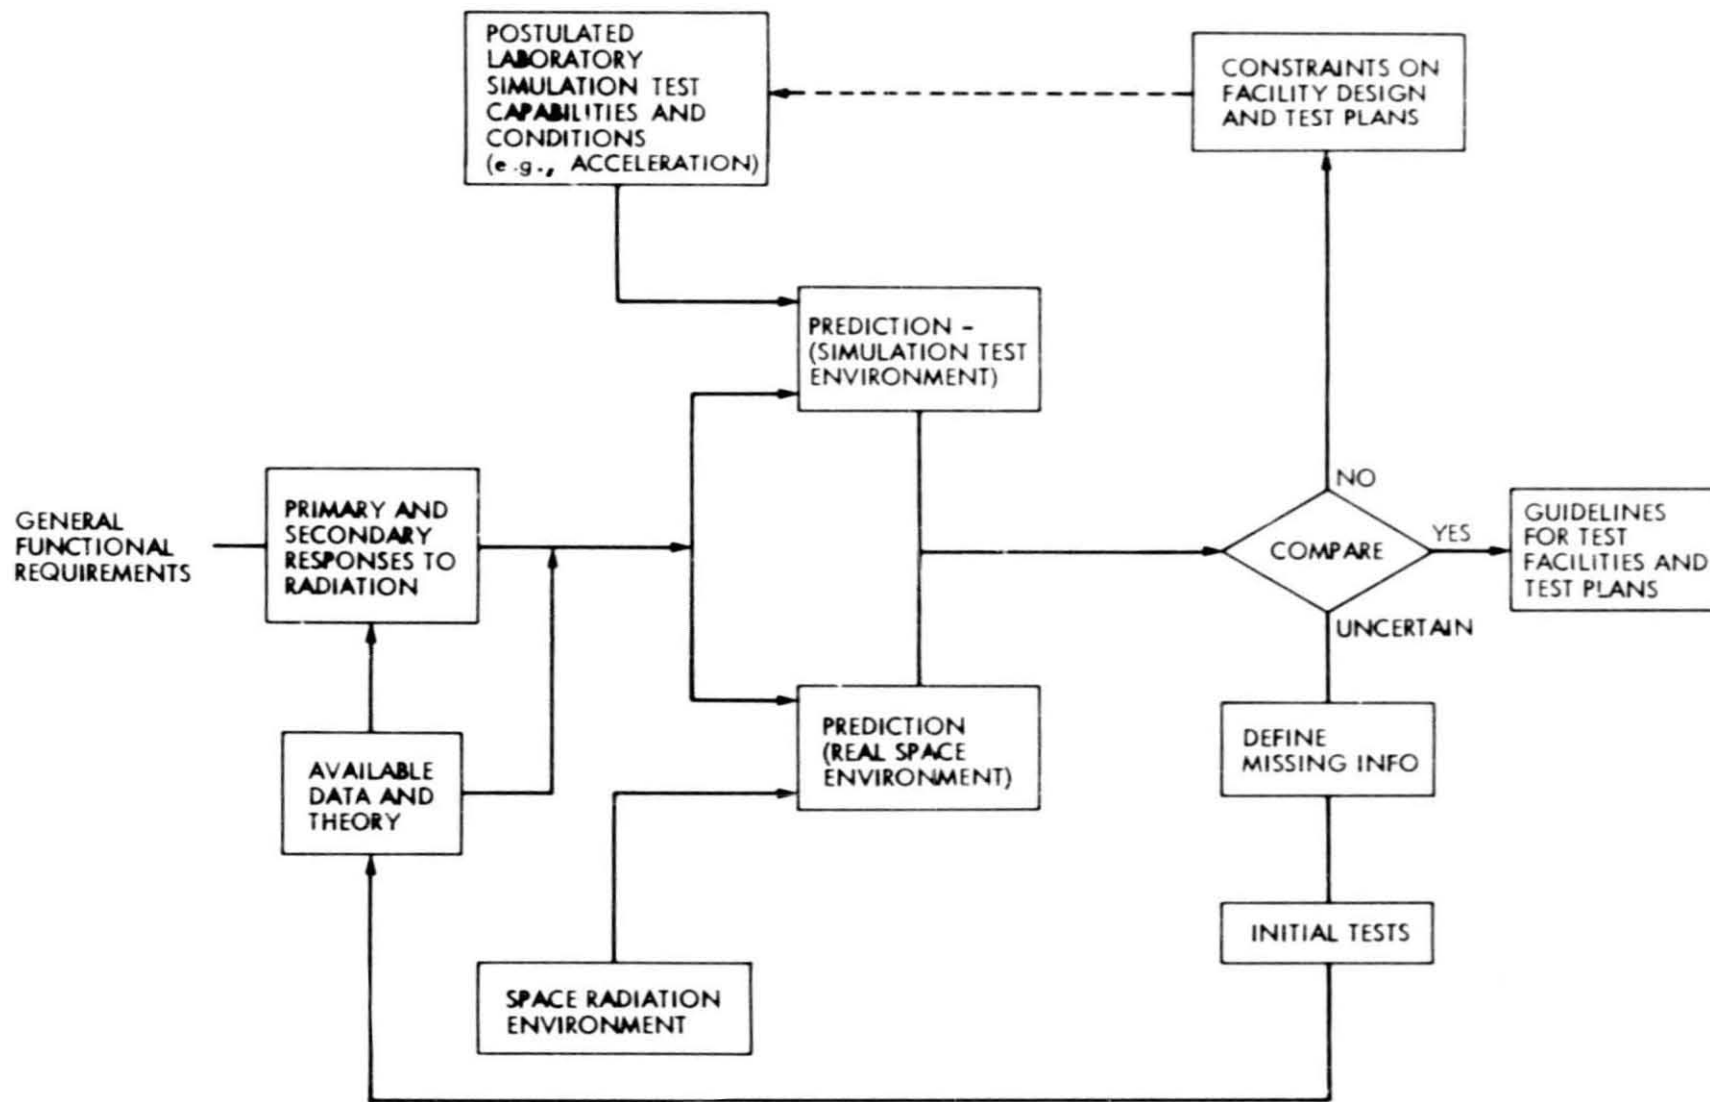 POSTULATED
LABORATORY
SIMULATION TEST
CAPABILITIES AND
CONDITIONS
(e.g., ACCELERATION)
CONSTRAINTS ON
FACILITY DESIGN
AND TEST PLANS
PREDICTION -
(SIMULATION TEST
ENVIRONMENT)
GENERAL
FUNCTIONAL
REQUIREMENTS
PRIMARY AND
SECONDARY
RESPONSES TO
RADIATION
NO
COMPARE
YES
GUIDELINES
FOR TEST
FACILITIES AND
TEST PLANS
UNCERTAIN
AVAILABLE
DATA AND
THEORY
PREDICTION
(REAL SPACE
ENVIRONMENT)
DEFINE
MISSING INFO
INITIAL TESTS
SPACE RADIATION
ENVIRONMENT